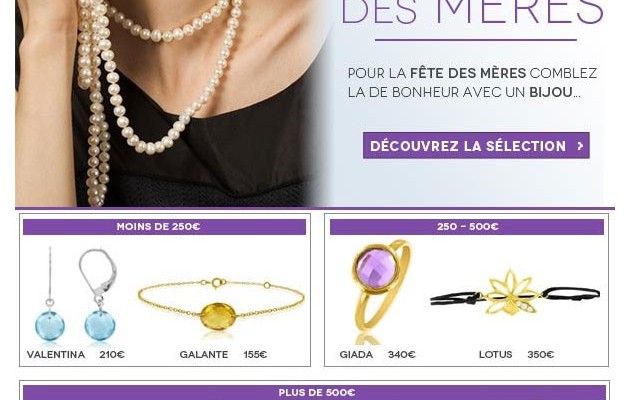 DES MÈRES
POUR LA FÊTE DES MÈRES COMBLEZ
LA DE BONHEUR AVEC UN BIJOU...
DÉCOUVREZ LA SÉLECTION >
MOINS DE 250€
VALENTINA 210€ GALANTE 155€
250 – 500€
GIADA 340€ LOTUS 350€
PLUS DE 500€